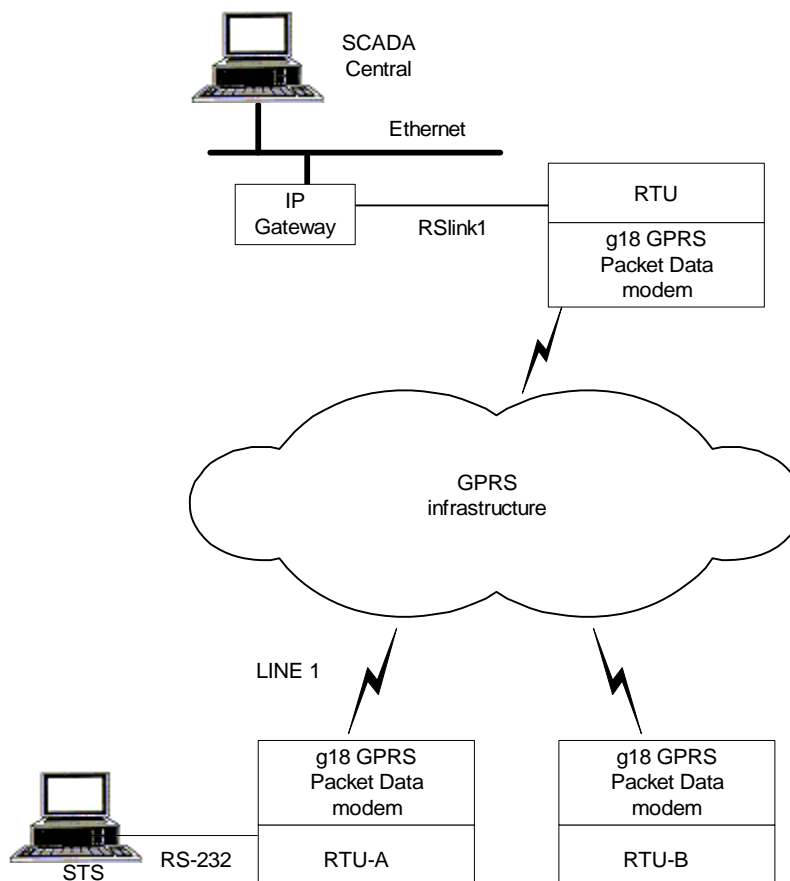 SCADA
Central
Ethernet
IP
Gateway
RSlink1
RTU
g18 GPRS
Packet Data
modem
GPRS
infrastructure
LINE 1
g18 GPRS
Packet Data
modem
g18 GPRS
Packet Data
modem
STS
RS-232
RTU-A
RTU-B